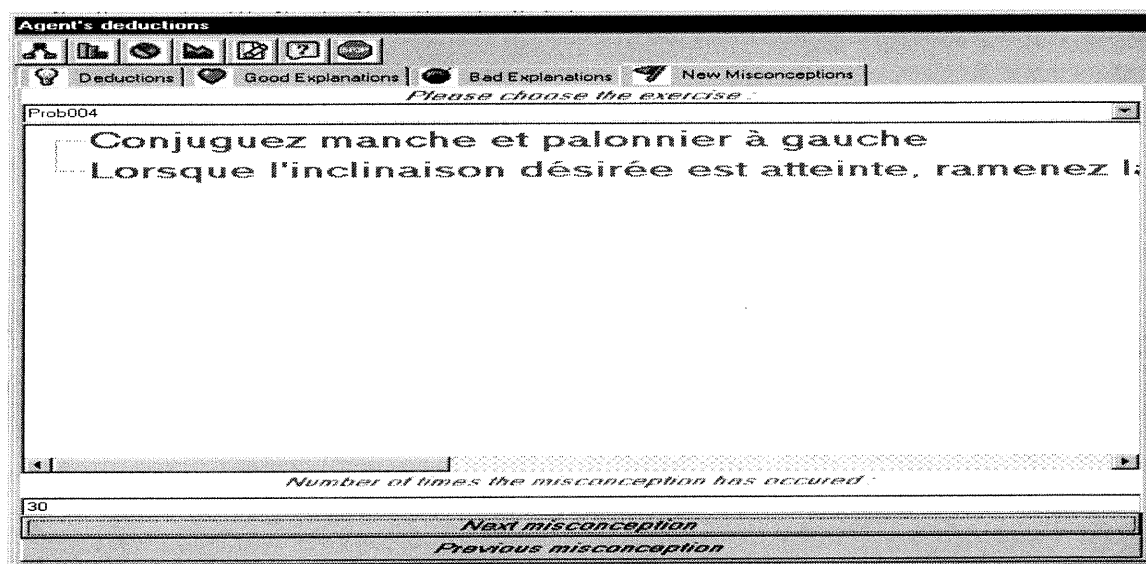 Agent's deductions
Deductions Good Explanations Bad Explanations New Misconceptions
Please choose the exercise :
Prob004
Conjuguez manche et palonnier à gauche
Lorsque l'inclinaison désirée est atteinte, ramenez
Number of times the misconception has occured :
30
Next misconception
Previous misconception